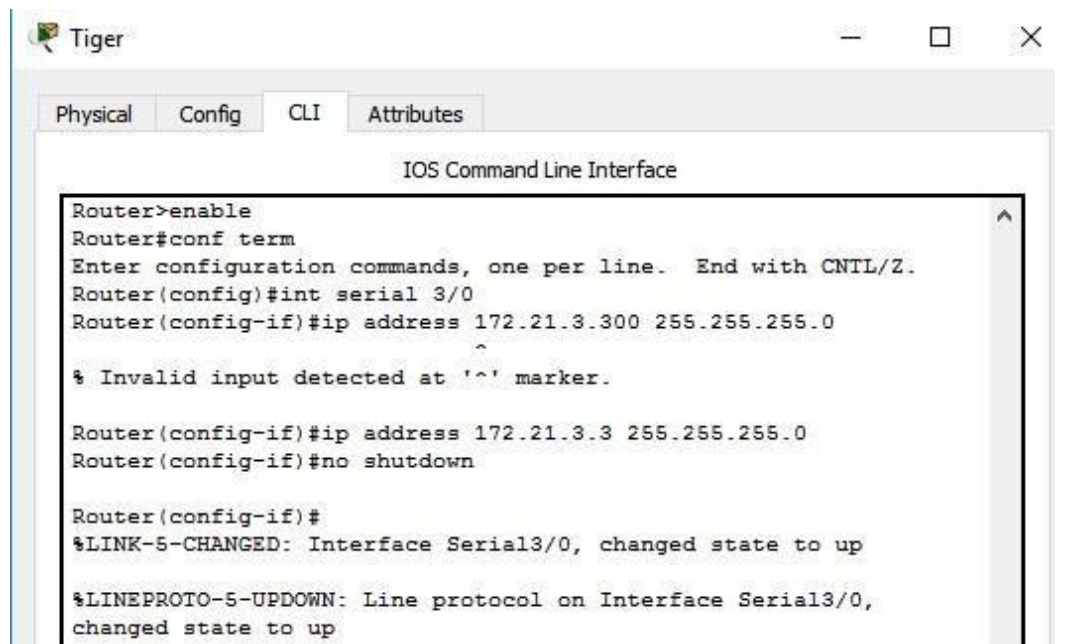 Tiger
Physical Config CLI Attributes
IOS Command Line Interface
Router>enable
Router#conf term
Enter configuration commands, one per line.  End with CNTL/Z.
Router(config)#int serial 3/0
Router(config-if)#ip address 172.21.3.300 255.255.255.0
^
% Invalid input detected at '^' marker.
Router(config-if)#ip address 172.21.3.3 255.255.255.0
Router(config-if)#no shutdown
Router(config-if)#
%LINK-5-CHANGED: Interface Serial3/0, changed state to up
%LINEPROTO-5-UPDOWN: Line protocol on Interface Serial3/0,
changed state to up